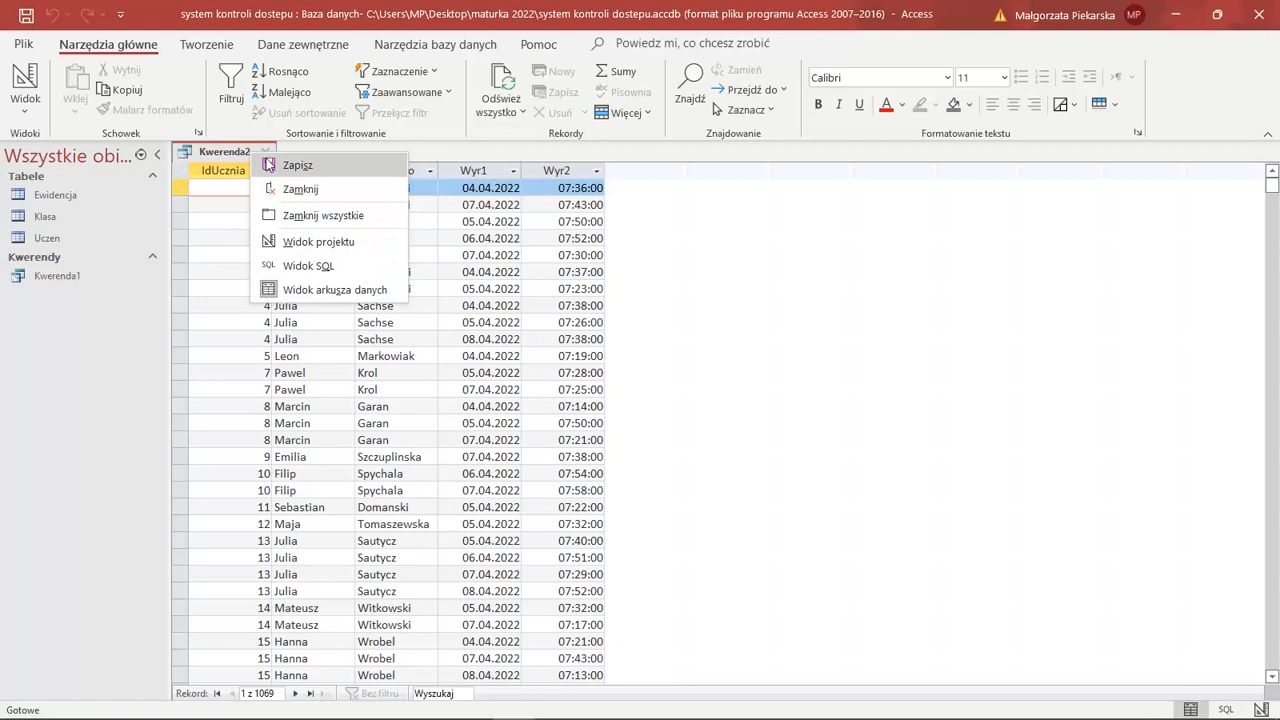 system kontroli dostepu : Baza danych- C:\Users\MP\Desktop\maturka 2022\system kontroli dostepu.accdb (format pliku programu Access 2007–2016) - Access
Małgorzata Piekarska
MP
Plik
Narzędzia główne
Tworzenie
Dane zewnętrzne
Narzędzia bazy danych
Pomoc
Powiedz mi, co chcesz zrobić
Widok
Wklej
Wytnij
Kopiuj
Malarz formatów
Filtruj
Rosnąco
Malejąco
Zaznaczenie
Zaawansowane
Przełącz filtr
Odśwież wszystko
Nowy
Zapisz
Usuń
Sumy
Pisownia
Więcej
Znajdź
Zamień
Przejdź do
Zaznacz
Calibri
11
B I U
A
Widoki
Schowek
Sortowanie i filtrowanie
Rekordy
Znajdowanie
Formatowanie tekstu
Wszystkie obi...
Tabele
Ewidencja
Klasa
Uczen
Kwerendy
Kwerenda1
Kwerenda2
Zapisz
Zamknij
Zamknij wszystkie
Widok projektu
SQL Widok SQL
Widok arkusza danych
IdUcznia o Wyr1 Wyr2
i 04.04.2022 07:36:00
i 07.04.2022 07:43:00
05.04.2022 07:50:00
06.04.2022 07:52:00
07.04.2022 07:30:00
i 04.04.2022 07:37:00
i 05.04.2022 07:23:00
4 Julia Sachse 04.04.2022 07:38:00
4 Julia Sachse 05.04.2022 07:26:00
4 Julia Sachse 08.04.2022 07:38:00
5 Leon Markowiak 04.04.2022 07:19:00
7 Pawel Krol 05.04.2022 07:28:00
7 Pawel Krol 07.04.2022 07:25:00
8 Marcin Garan 04.04.2022 07:14:00
8 Marcin Garan 05.04.2022 07:50:00
8 Marcin Garan 07.04.2022 07:21:00
9 Emilia Szczuplinska 07.04.2022 07:38:00
10 Filip Spychala 06.04.2022 07:54:00
10 Filip Spychala 07.04.2022 07:58:00
11 Sebastian Domanski 05.04.2022 07:22:00
12 Maja Tomaszewska 05.04.2022 07:32:00
13 Julia Sautycz 05.04.2022 07:40:00
13 Julia Sautycz 06.04.2022 07:51:00
13 Julia Sautycz 07.04.2022 07:29:00
13 Julia Sautycz 08.04.2022 07:52:00
14 Mateusz Witkowski 05.04.2022 07:32:00
14 Mateusz Witkowski 07.04.2022 07:17:00
15 Hanna Wrobel 04.04.2022 07:21:00
15 Hanna Wrobel 07.04.2022 07:43:00
15 Hanna Wrobel 08.04.2022 07:13:00
Rekord: 1 z 1069 Bez filtru Wyszukaj
Gotowe
SQL